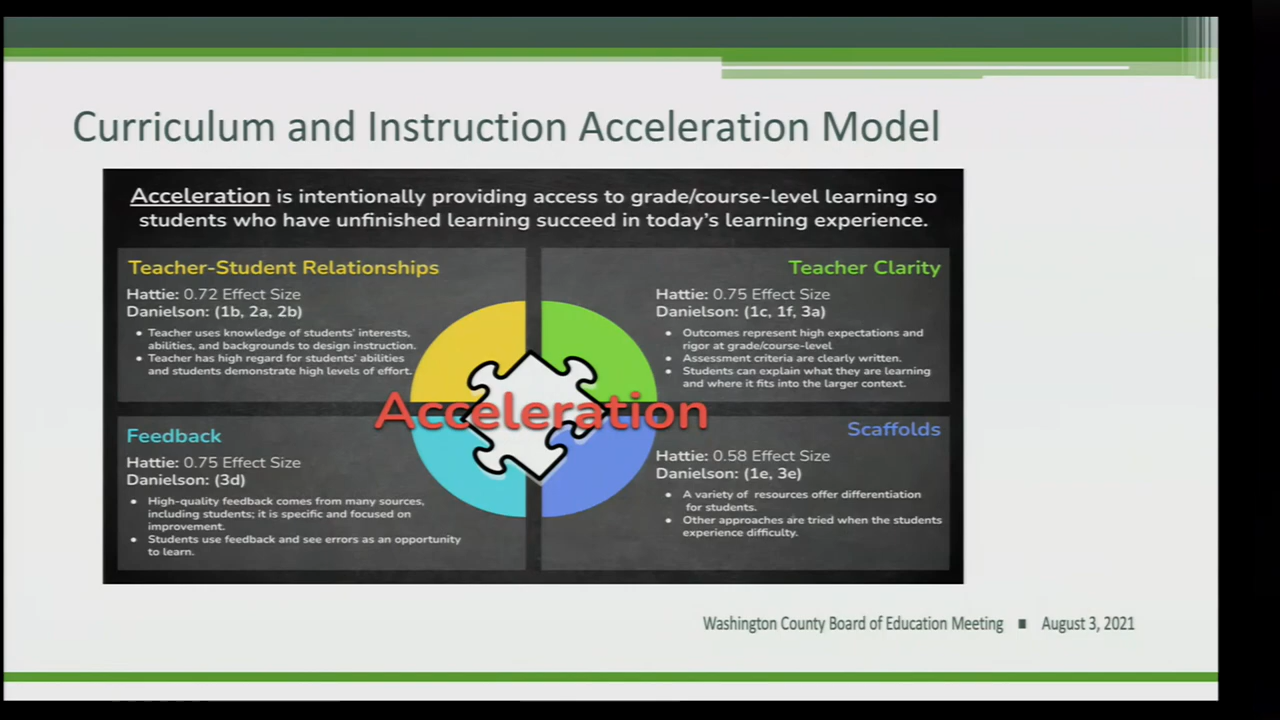 Curriculum and Instruction Acceleration Model
Acceleration is intentionally providing access to grade/course-level learning so
students who have unfinished learning succeed in today's learning experience.
Teacher-Student Relationships
Hattie: 0.72 Effect Size
Danielson: (1b, 2a, 2b)
• Teacher uses knowledge of students' interests,
abilities, and backgrounds to design instruction.
• Teacher has high regard for students' abilities
and students demonstrate high levels of effort.
Teacher Clarity
Hattie: 0.75 Effect Size
Danielson: (1c, 1f, 3a)
• Outcomes represent high expectations and
rigor at grade/course-level
• Assessment criteria are clearly written.
• Students can explain what they are learning
and where it fits into the larger context.
Acceleration
Feedback
Hattie: 0.75 Effect Size
Danielson: (3d)
• High-quality feedback comes from many sources,
including students; it is specific and focused on
improvement.
• Students use feedback and see errors as an opportunity
to learn.
Scaffolds
Hattie: 0.58 Effect Size
Danielson: (1e, 3e)
• A variety of resources offer differentiation
for students.
• Other approaches are tried when the students
experience difficulty.
Washington County Board of Education Meeting ■ August 3, 2021